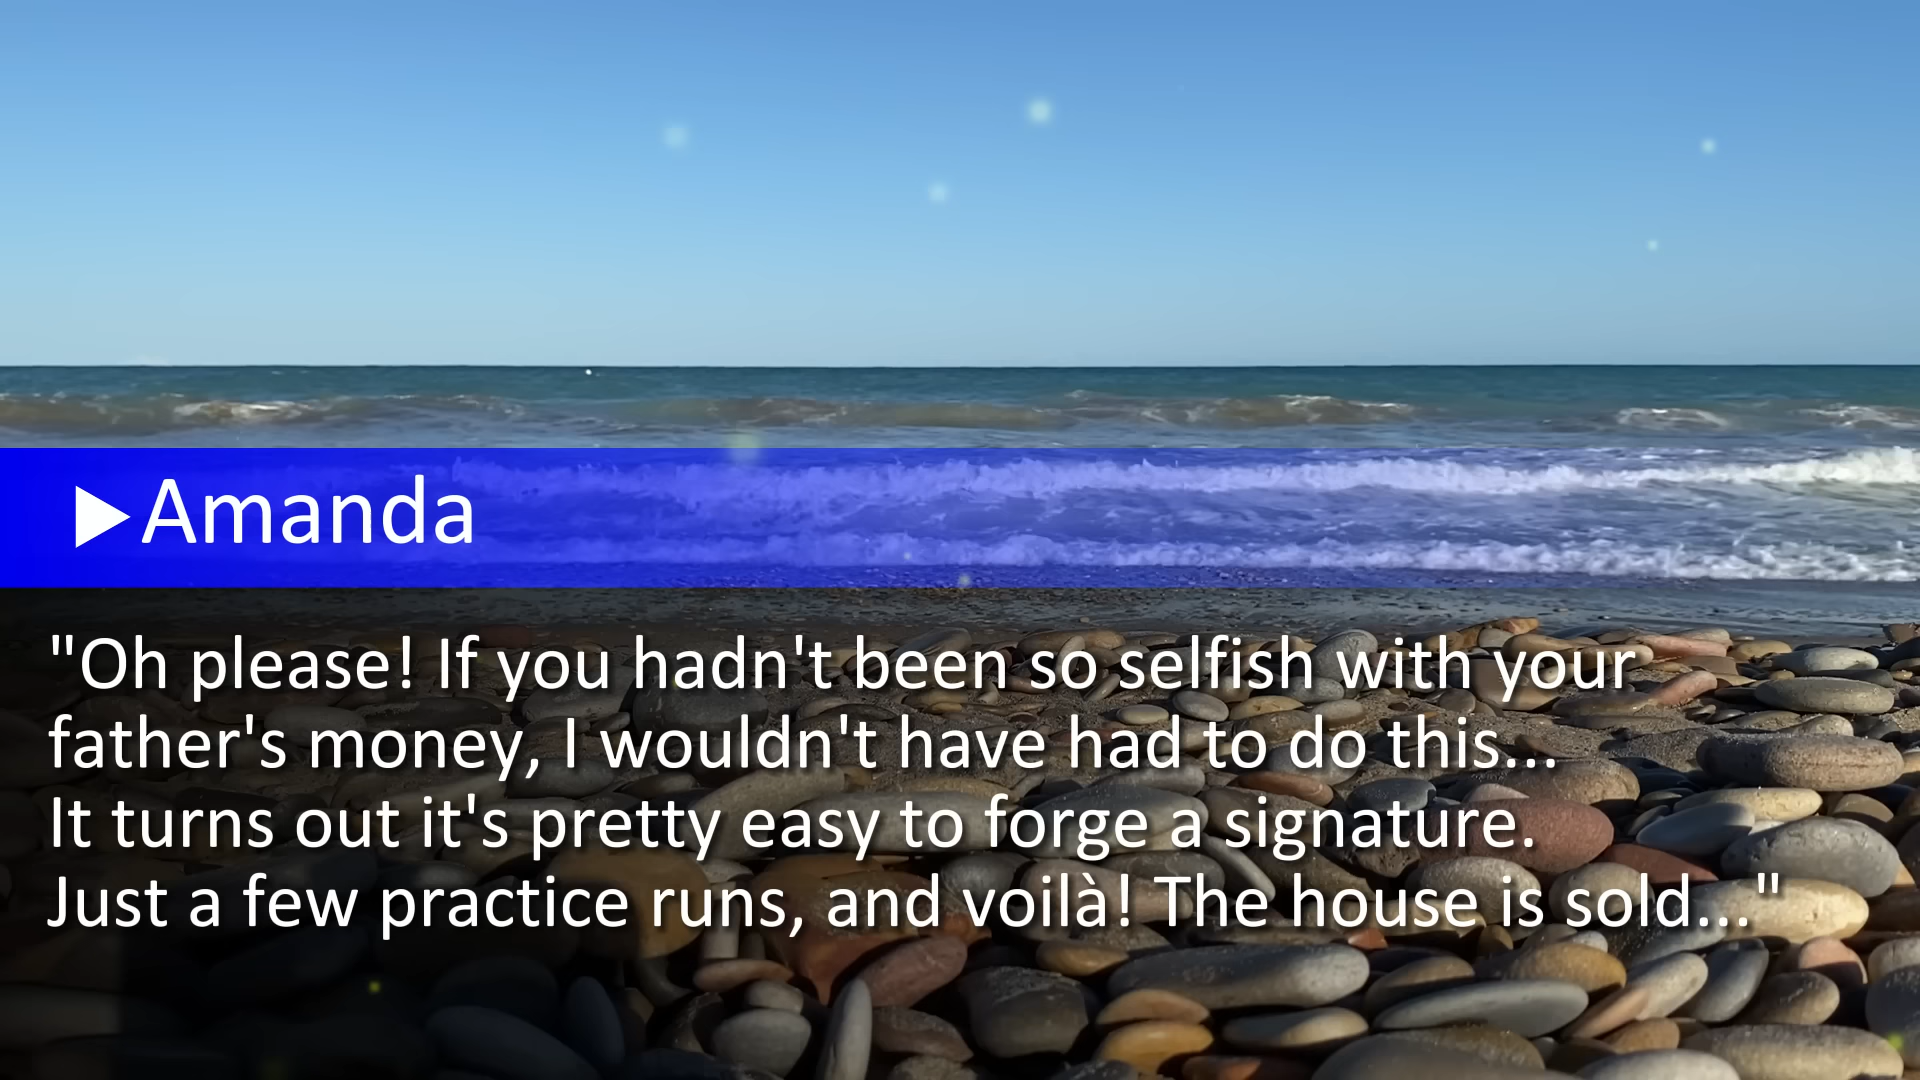 ▶Amanda
"Oh please! If you hadn't been so selfish with your
father's money, I wouldn't have had to do this...
It turns out it's pretty easy to forge a signature.
Just a few practice runs, and voilà! The house is sold..."